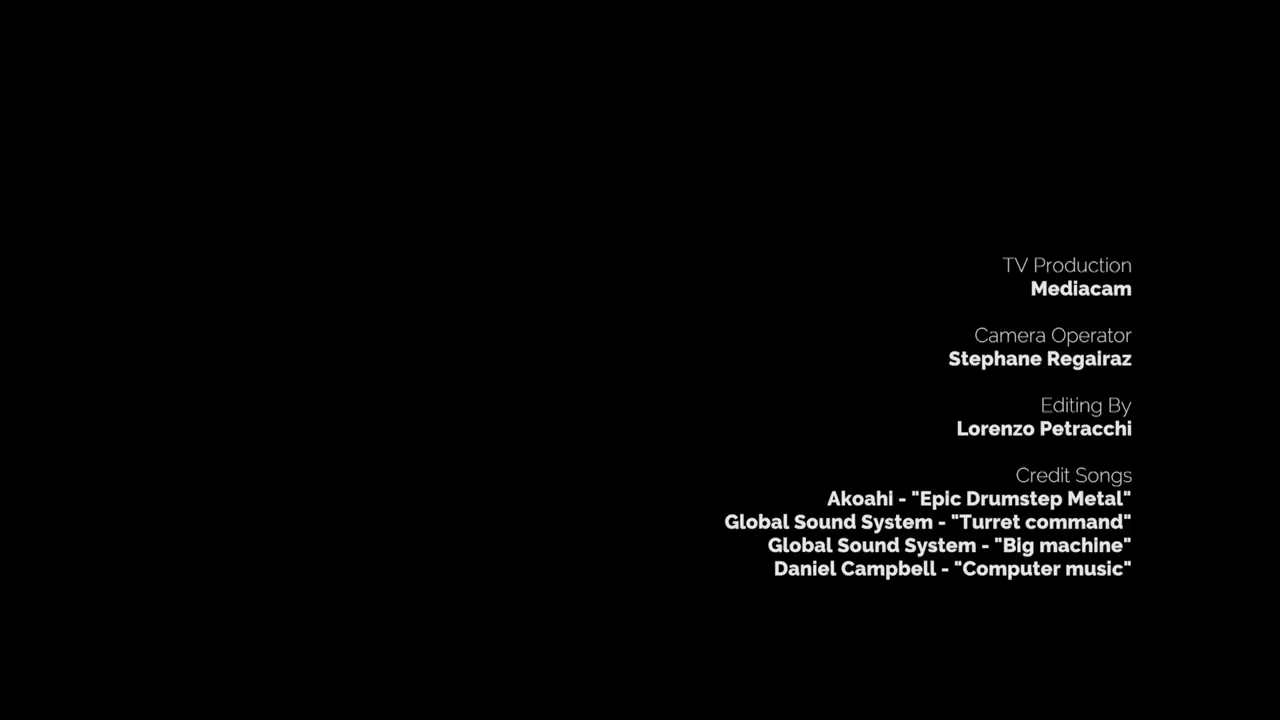 TV Production
Mediacam
Camera Operator
Stephane Regairaz
Editing By
Lorenzo Petracchi
Credit Songs
Akoahi - "Epic Drumstep Metal"
Global Sound System - "Turret command"
Global Sound System - "Big machine"
Daniel Campbell - "Computer music"